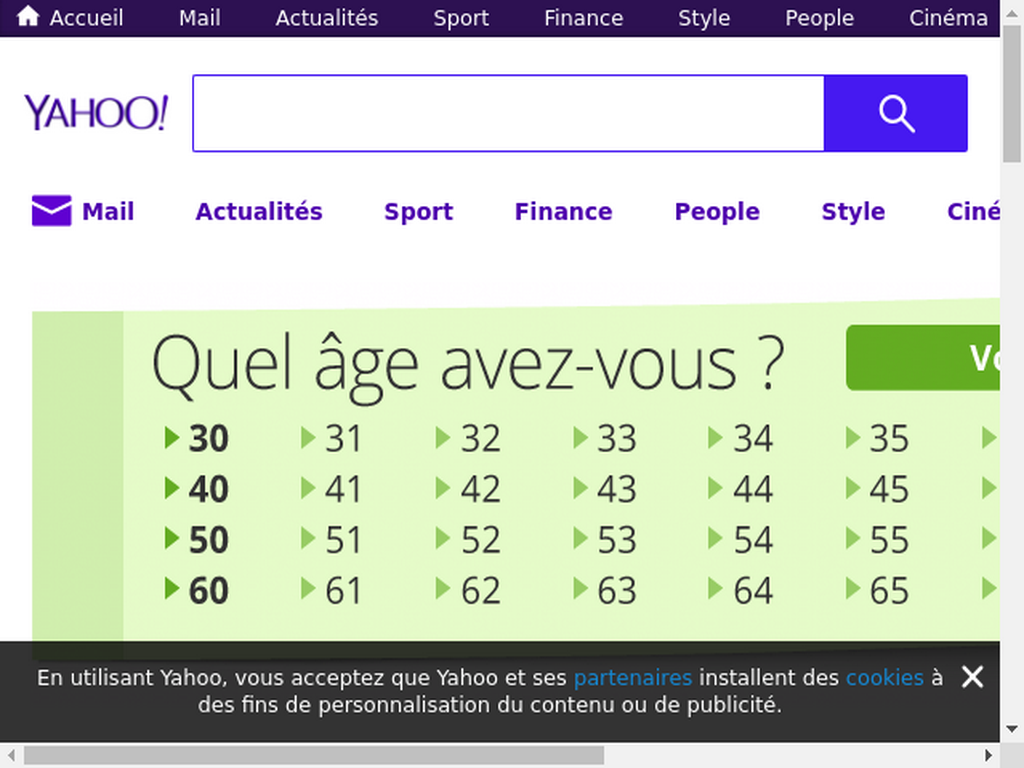 Accueil Mail Actualités Sport Finance Style People Cinéma
YAHOO!
Mail Actualités Sport Finance People Style Ciné
Quel âge avez-vous ?
30 31 32 33 34 35
40 41 42 43 44 45
50 51 52 53 54 55
60 61 62 63 64 65
En utilisant Yahoo, vous acceptez que Yahoo et ses partenaires installent des cookies à
des fins de personnalisation du contenu ou de publicité.